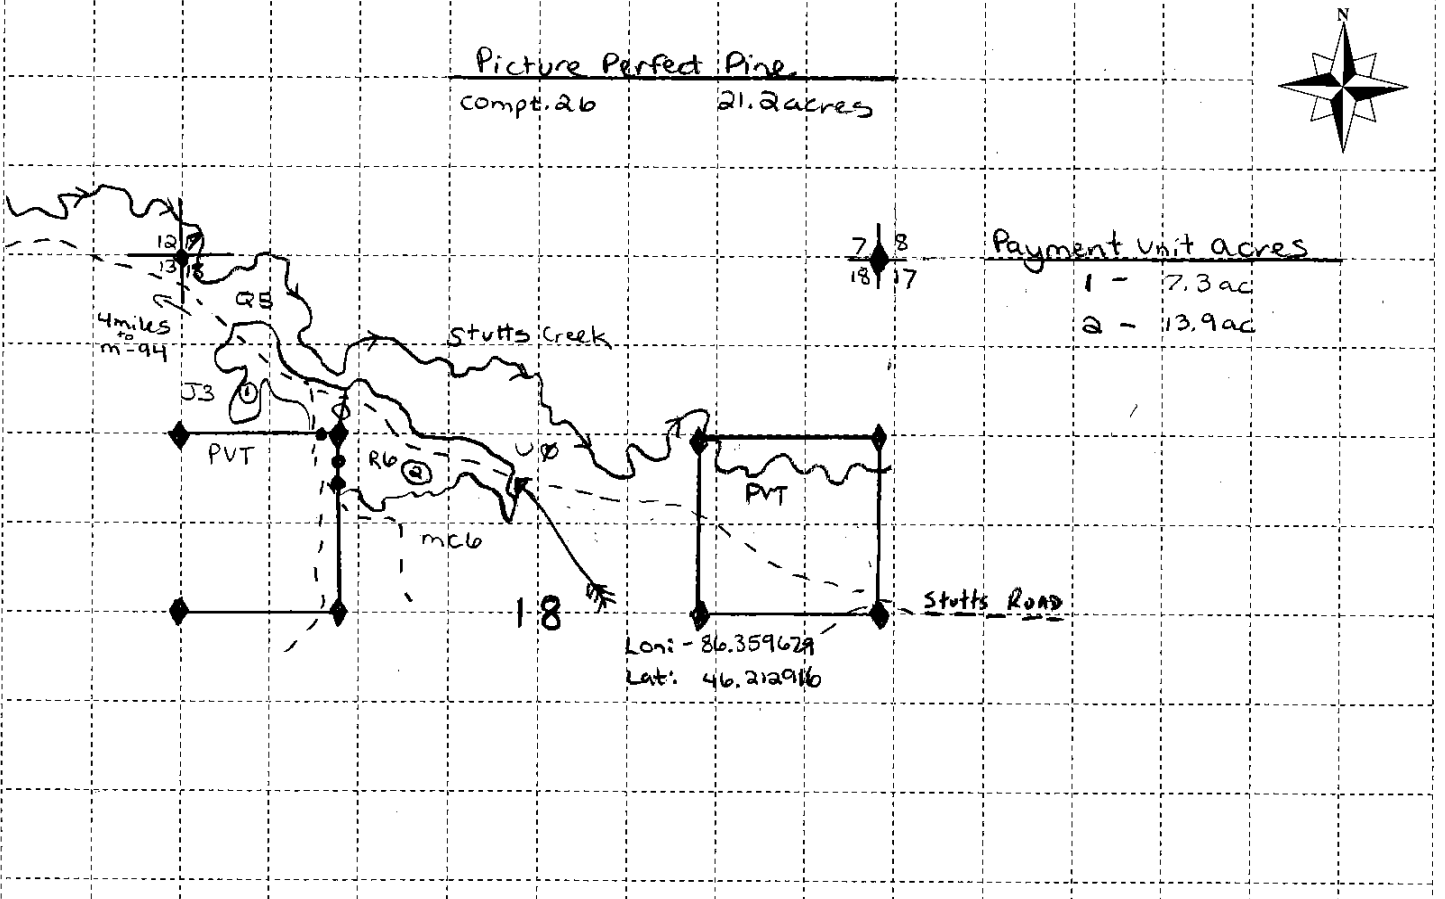 N
Picture Perfect Pine
compt. 26 21.2 acres
12 7
13 18
7 8
18 17
Payment unit acres
1 - 7.3 ac
2 - 13.9 ac
Q5
4 miles
to
m-94
Stutts Creek
J3
1
PVT
R6
2
U0
PVT
mc6
18
Stutts ROAD
Lon: -86.359629
Lat: 46.212916